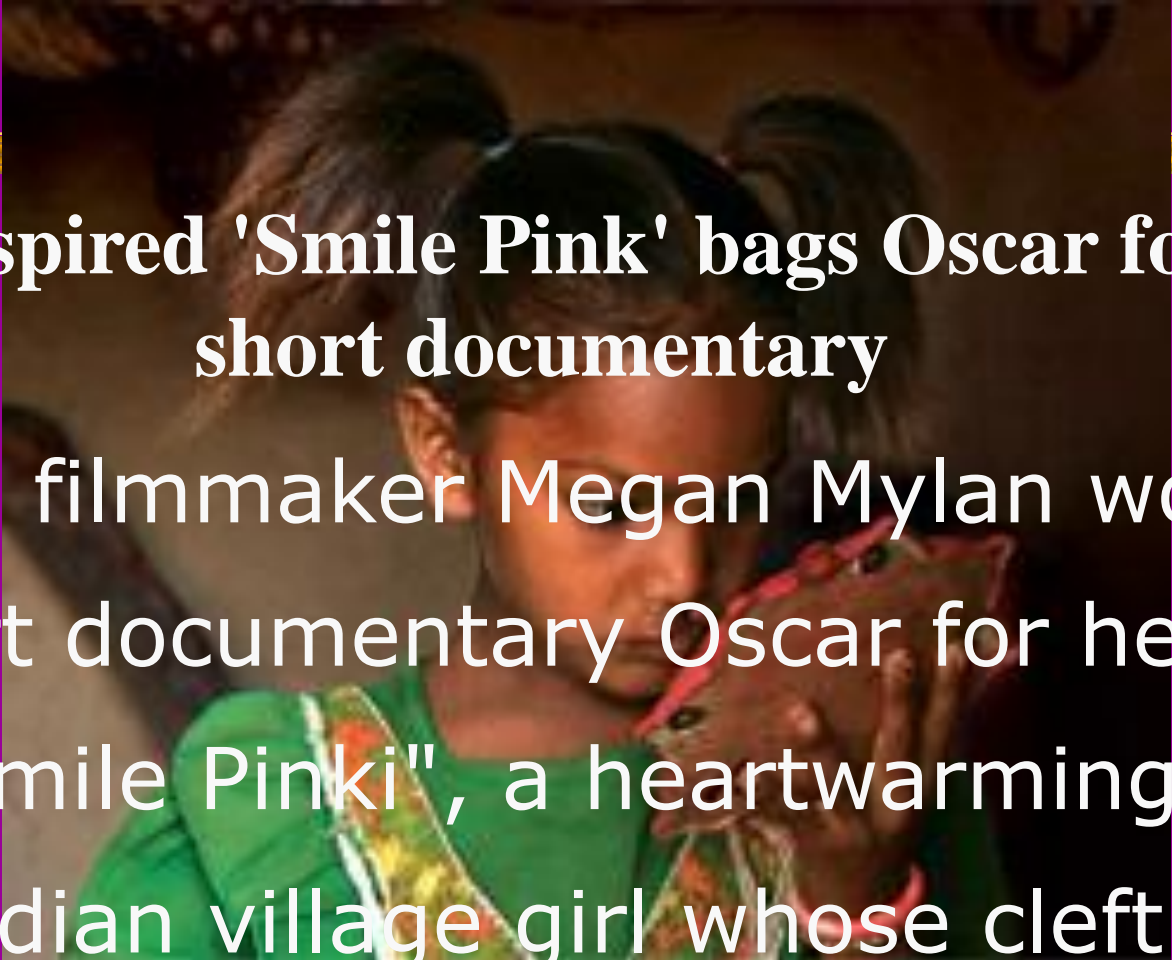 spired 'Smile Pink' bags Oscar fo
short documentary
filmmaker Megan Mylan wo
t documentary Oscar for he
mile Pinki", a heartwarming
dian village girl whose cleft